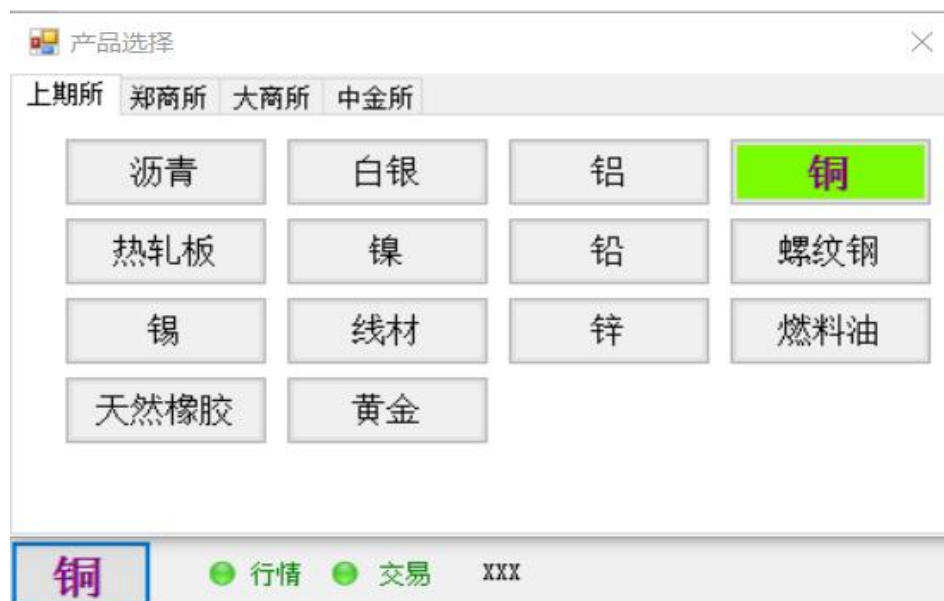 产品选择
上期所 郑商所 大商所 中金所
沥青 白银 铝 铜
热轧板 镍 铅 螺纹钢
锡 线材 锌 燃料油
天然橡胶 黄金
铜 行情 交易 XXX